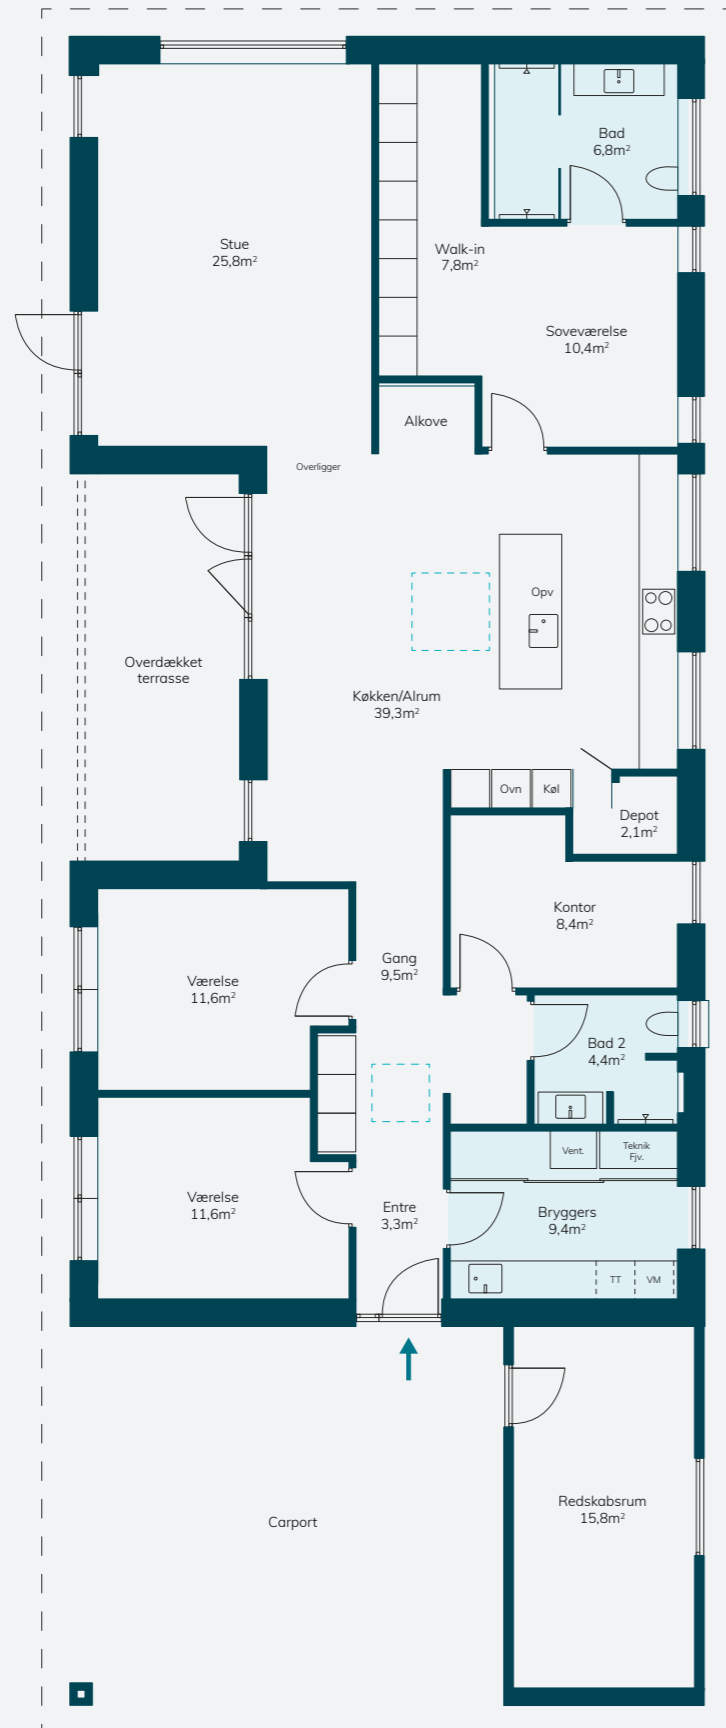 Bad
6,8m²
Stue
25,8m²
Walk-in
7,8m²
Soveværelse
10,4m²
Alkove
Overligger
Opv
Overdækket
terrasse
Køkken/Alrum
39,3m²
Ovn
Køl
Depot
2,1m²
Kontor
8,4m²
Gang
9,5m²
Værelse
11,6m²
Bad 2
4,4m²
Vent.
Teknik
Fjv.
Værelse
11,6m²
Entre
3,3m²
Bryggers
9,4m²
TT
VM
Redskabsrum
15,8m²
Carport